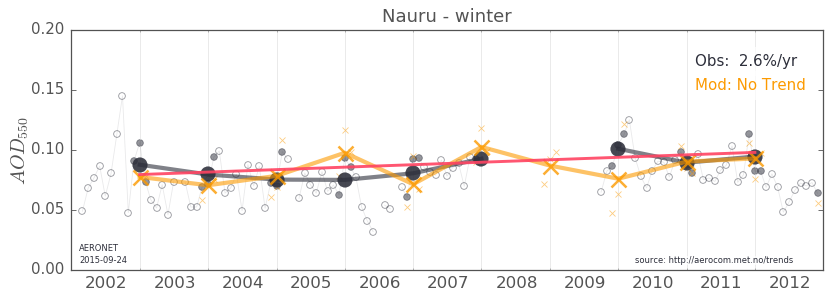 Nauru - winter
0.20
0.15
0.10
0.05
0.00
AOD550
Obs: 2.6%/yr
Mod: No Trend
AERONET
2015-09-24
source: http://aerocom.met.no/trends
2002 2003 2004 2005 2006 2007 2008 2009 2010 2011 2012